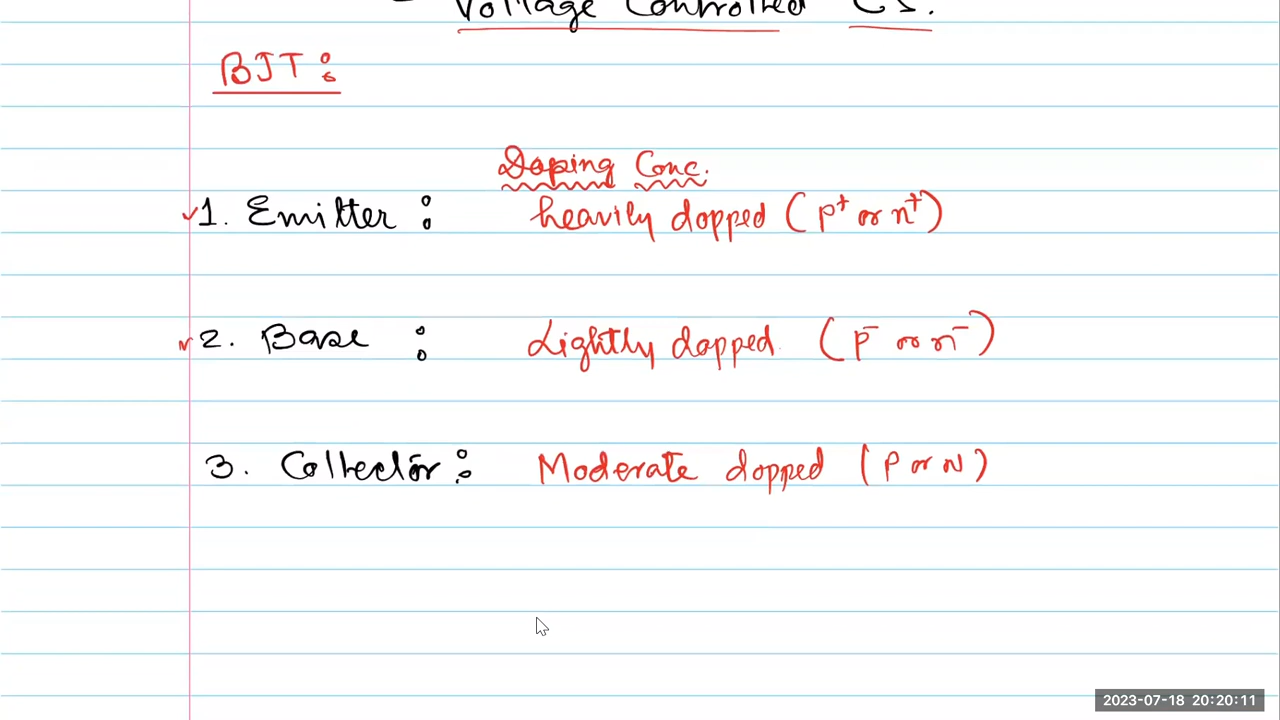 Voltage Controlled CS.
BJT :
Doping Conc.
1. Emitter : heavily dopped (p+ or n+)
2. Base : Lightly dopped (p- or n-)
3. Collector : Moderate dopped (P or N)
2023-07-18 20:20:11